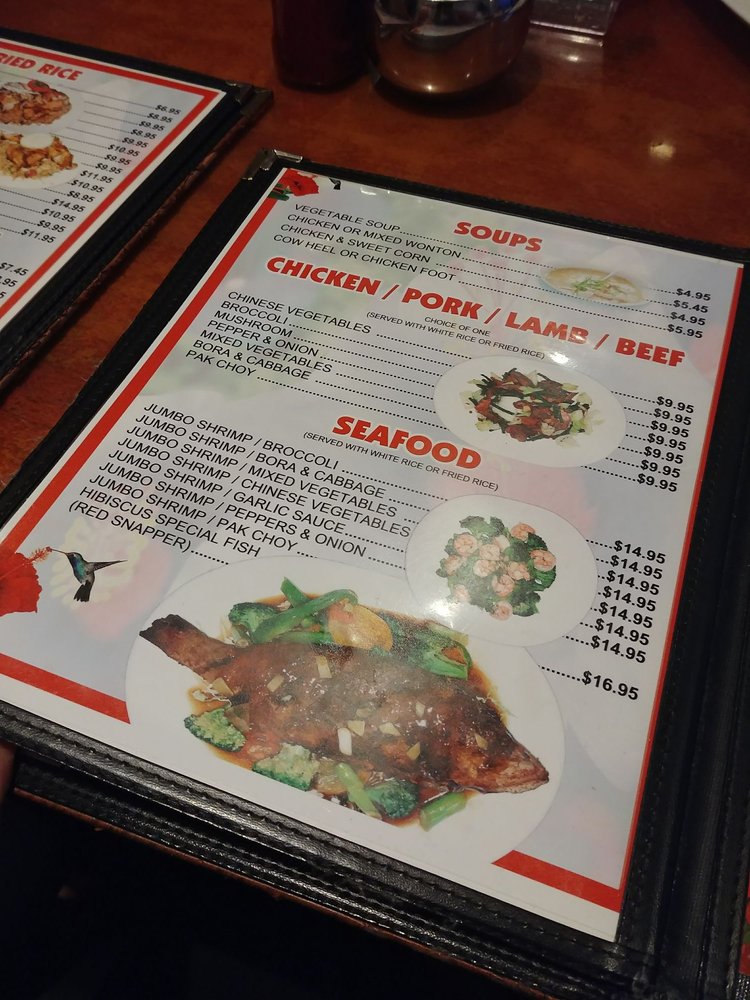 RIED RICE
$6.95
$8.95
$9.95
$8.95
$9.95
$10.95
$9.95
$9.95
$11.95
$10.95
$8.95
$14.95
$10.95
$9.95
$11.95
$7.45
SOUPS
VEGETABLE SOUP.....$4.95
CHICKEN OR MIXED WONTON.....$5.45
CHICKEN & SWEET CORN.....$4.95
COW HEEL OR CHICKEN FOOT.....$5.95
CHICKEN / PORK / LAMB / BEEF
CHOICE OF ONE
(SERVED WITH WHITE RICE OR FRIED RICE)
CHINESE VEGETABLES.....$9.95
BROCCOLI.....$9.95
MUSHROOM.....$9.95
PEPPER & ONION.....$9.95
MIXED VEGETABLES.....$9.95
BORA & CABBAGE.....$9.95
PAK CHOY.....$9.95
SEAFOOD
(SERVED WITH WHITE RICE OR FRIED RICE)
JUMBO SHRIMP / BROCCOLI.....$14.95
JUMBO SHRIMP / BORA & CABBAGE.....$14.95
JUMBO SHRIMP / MIXED VEGETABLES.....$14.95
JUMBO SHRIMP / CHINESE VEGETABLES.....$14.95
JUMBO SHRIMP / GARLIC SAUCE.....$14.95
JUMBO SHRIMP / PEPPERS & ONION.....$14.95
JUMBO SHRIMP / PAK CHOY.....$14.95
HIBISCUS SPECIAL FISH
(RED SNAPPER).....$16.95